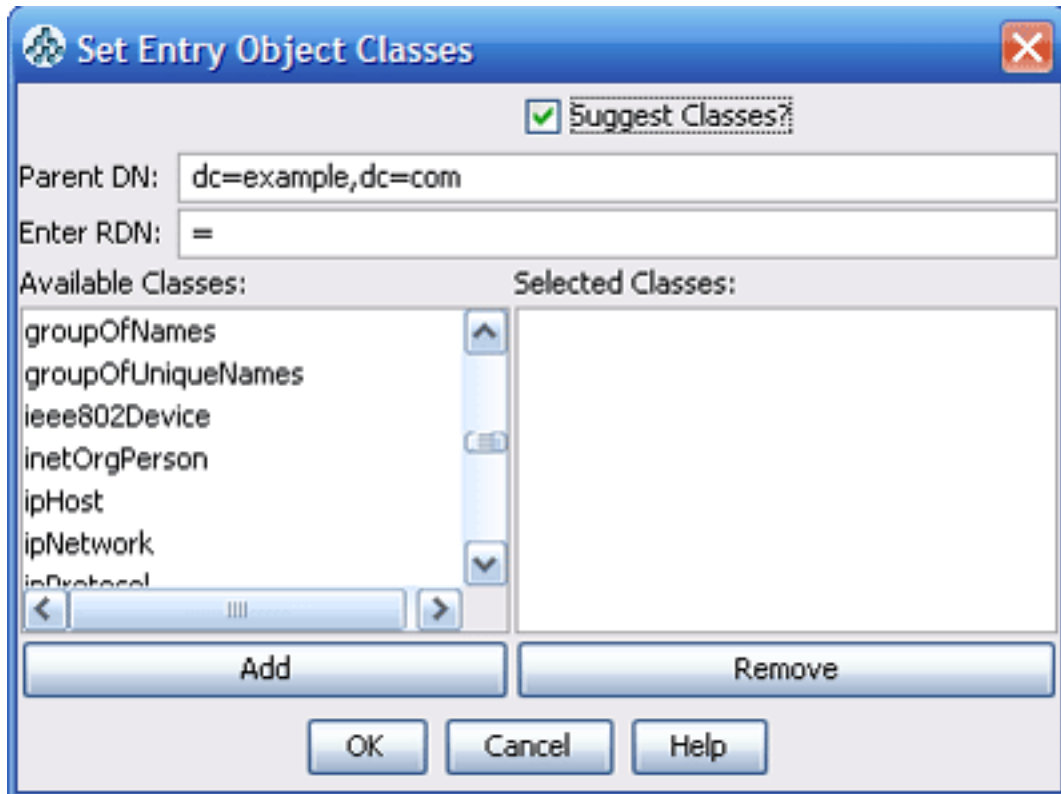 Set Entry Object Classes
Suggest Classes?
Parent DN: dc=example,dc=com
Enter RDN: =
Available Classes: Selected Classes:
groupOfNames
groupOfUniqueNames
ieee802Device
inetOrgPerson
ipHost
ipNetwork
ipProtocol
Add Remove
OK Cancel Help